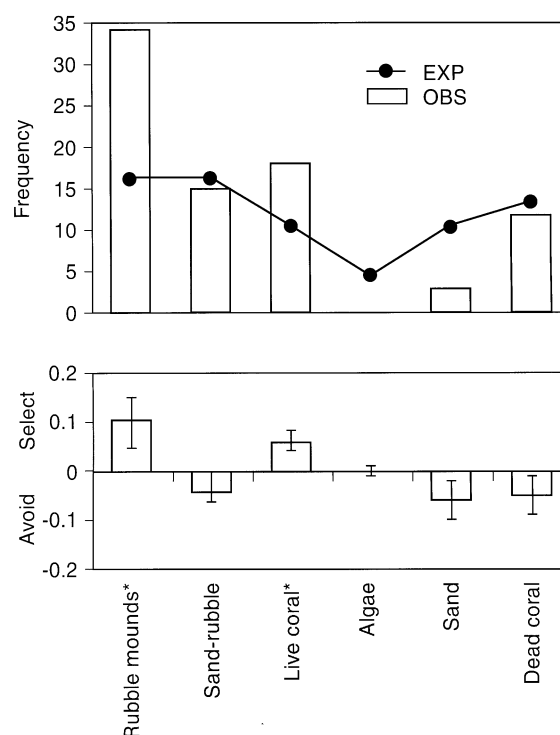 35
30
25
20
15
10
5
0
Frequency
EXP
OBS
0.2
0.1
0
-0.1
-0.2
Select
Avoid
Rubble mounds*
Sand-rubble
Live coral*
Algae
Sand
Dead coral